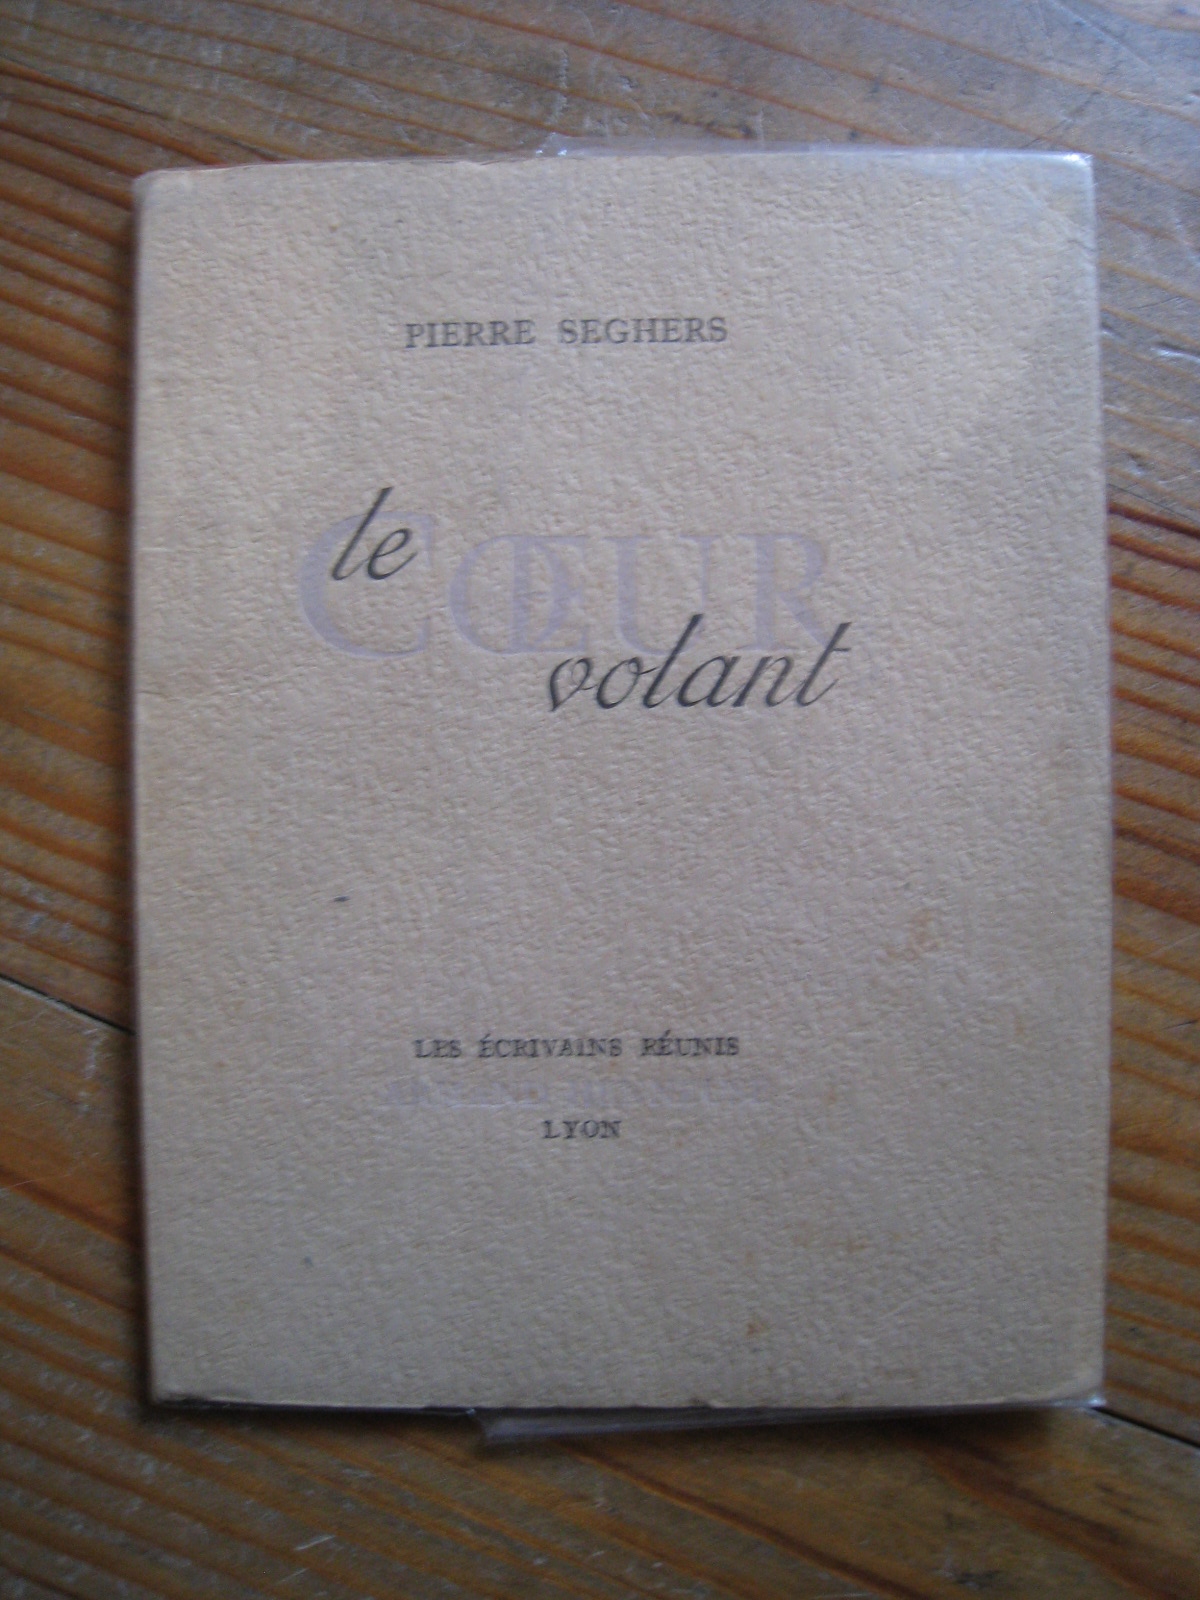 PIERRE SEGHERS
le
CŒUR
volant
LES ÉCRIVAINS RÉUNIS
LYON